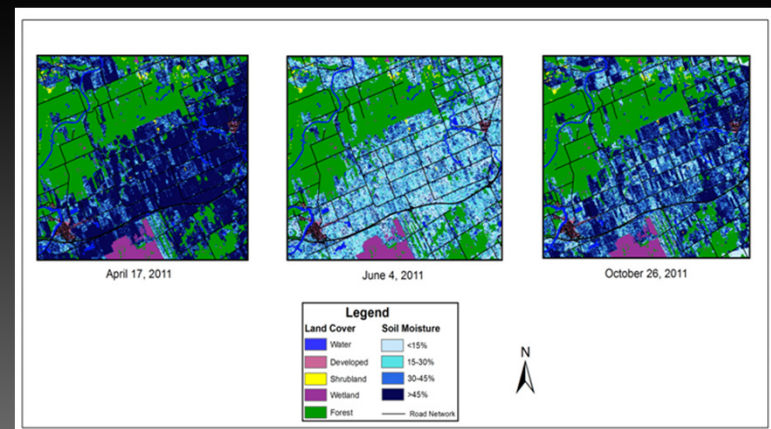 April 17, 2011
June 4, 2011
October 26, 2011
Legend
Land Cover
Soil Moisture
Water
<15%
Developed
15-30%
Shrubland
30-45%
Wetland
>45%
Forest
Road Network
N